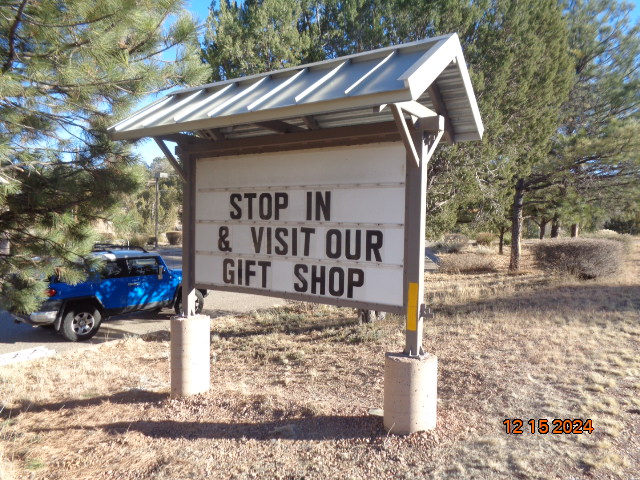 STOP IN
& VISIT OUR
GIFT SHOP
12 15 2024